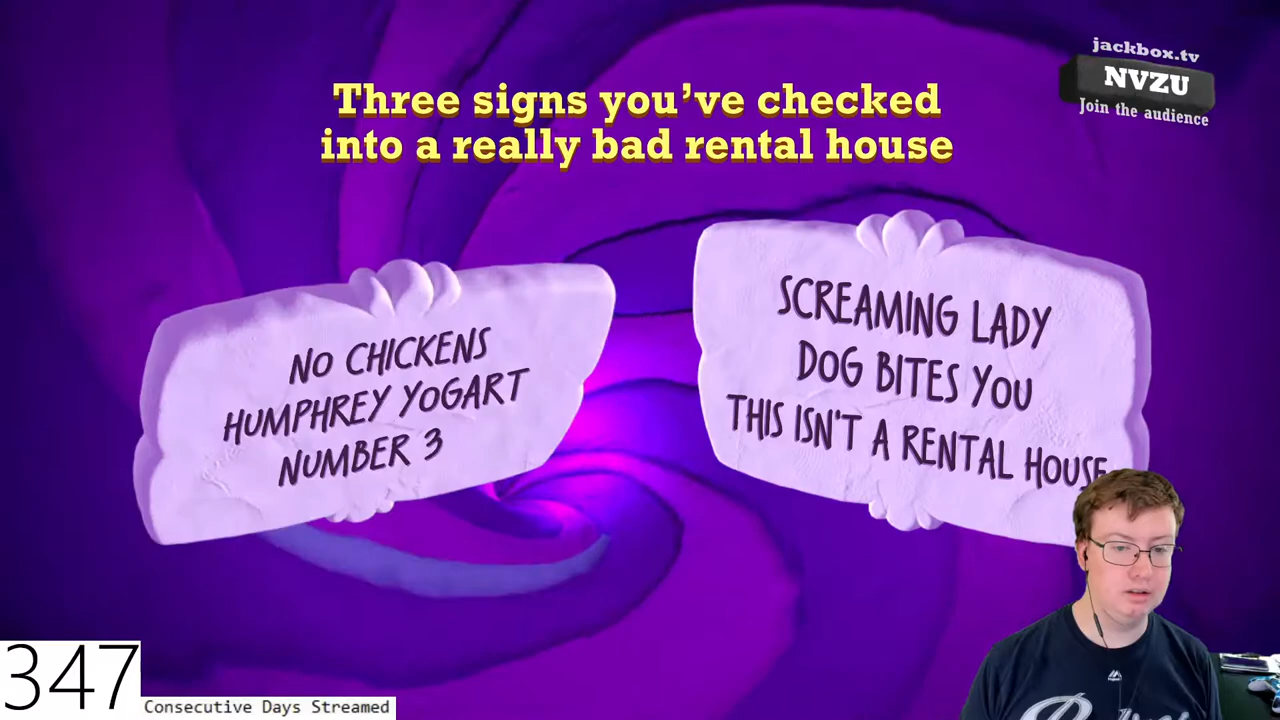 jackbox.tv
NVZU
Join the audience
Three signs you've checked
into a really bad rental house
NO CHICKENS
HUMPHREY YOGART
NUMBER 3
SCREAMING LADY
DOG BITES YOU
THIS ISN'T A RENTAL HOUSE
347
Consecutive Days Streamed